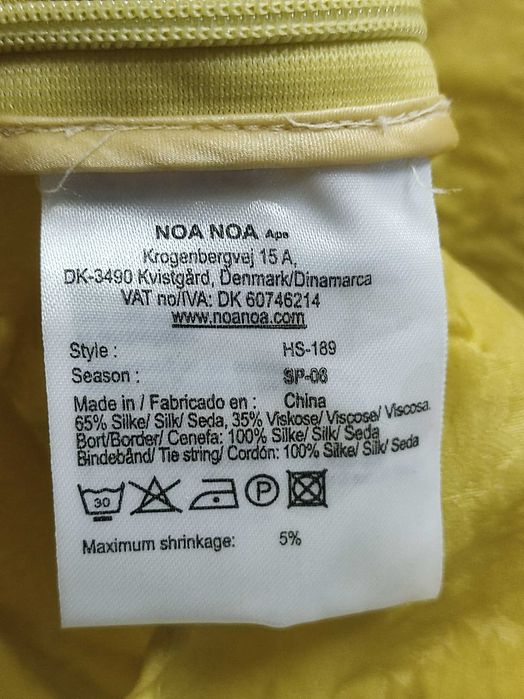 NOA NOA Aps
Krogenbergvej 15 A,
DK-3490 Kvistgård, Denmark/Dinamarca
VAT no/IVA: DK 60746214
www.noanoa.com
Style : HS-189
Season : SP-06
Made in / Fabricado en : China
65% Silke/ Silk/ Seda, 35% Viskose/ Viscose/ Viscosa
Bort/Border/ Cenefa: 100% Silke/ Silk/ Seda
Bindebånd/ Tie string/ Cordón: 100% Silke/ Silk/ Seda
30 P
Maximum shrinkage: 5%